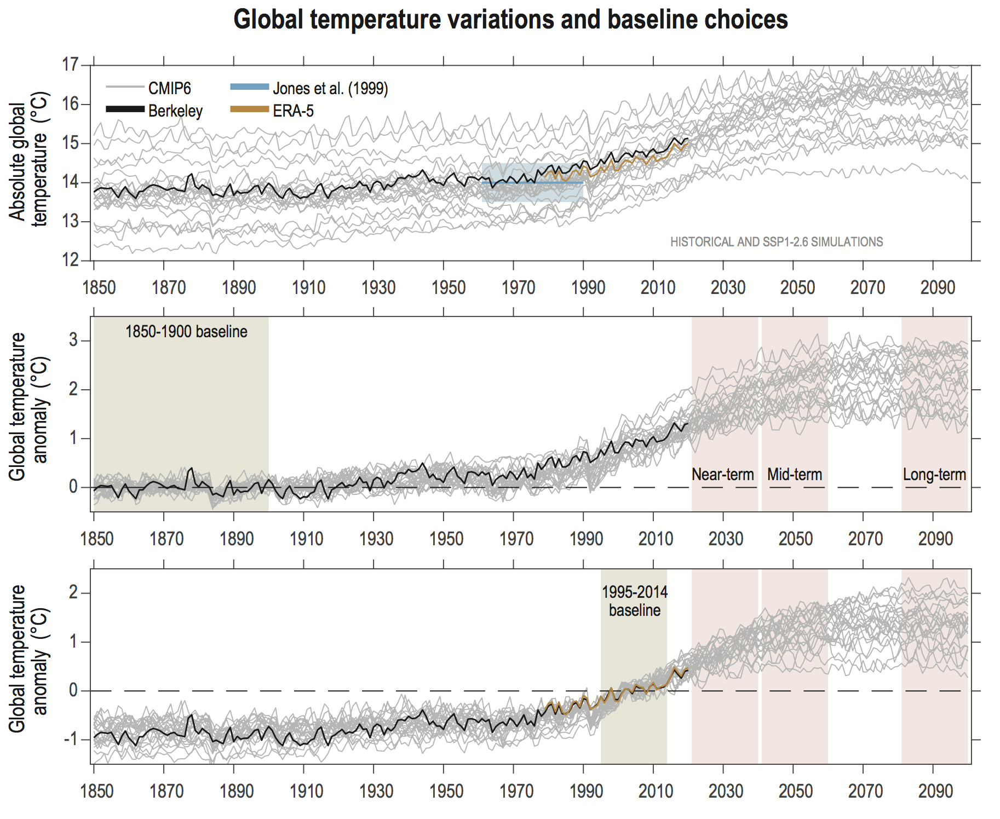 Global temperature variations and baseline choices
Absolute global
temperature (°C)
17
16
15
14
13
12
CMIP6
Berkeley
Jones et al. (1999)
ERA-5
HISTORICAL AND SSP1-2.6 SIMULATIONS
1850 1870 1890 1910 1930 1950 1970 1990 2010 2030 2050 2070 2090
Global temperature
anomaly (°C)
3
2
1
0
1850-1900 baseline
Near-term Mid-term Long-term
1850 1870 1890 1910 1930 1950 1970 1990 2010 2030 2050 2070 2090
Global temperature
anomaly (°C)
2
1
0
-1
1995-2014
baseline
1850 1870 1890 1910 1930 1950 1970 1990 2010 2030 2050 2070 2090